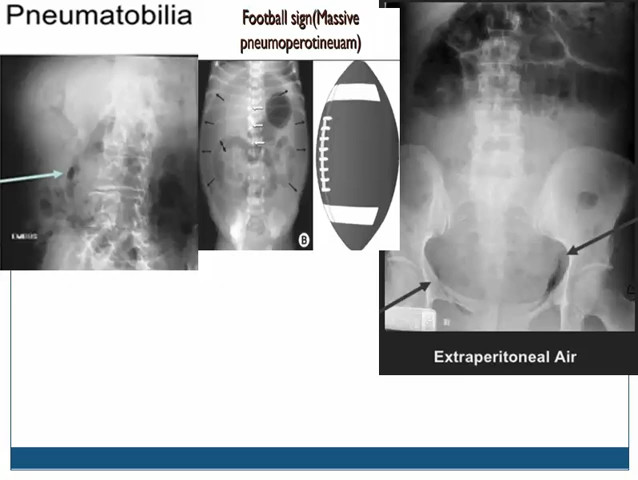 Pneumatobilia
Football sign(Massive
pneumoperotineuam)
B
Extraperitoneal Air